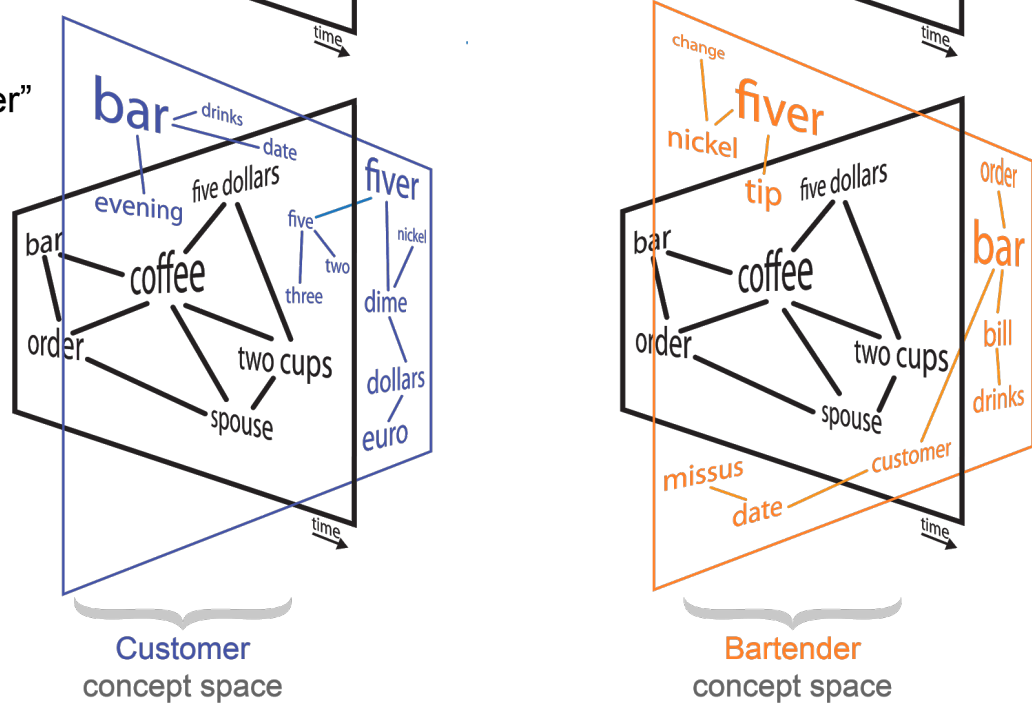 time
time
er”
bar
drinks
date
evening
five dollars
fiver
five
nickel
two
bar
coffee
three
dime
order
two cups
dollars
spouse
euro
time
Customer
concept space
change
fiver
nickel
tip
five dollars
order
bar
bar
coffee
order
two cups
bill
drinks
spouse
missus
customer
date
time
Bartender
concept space